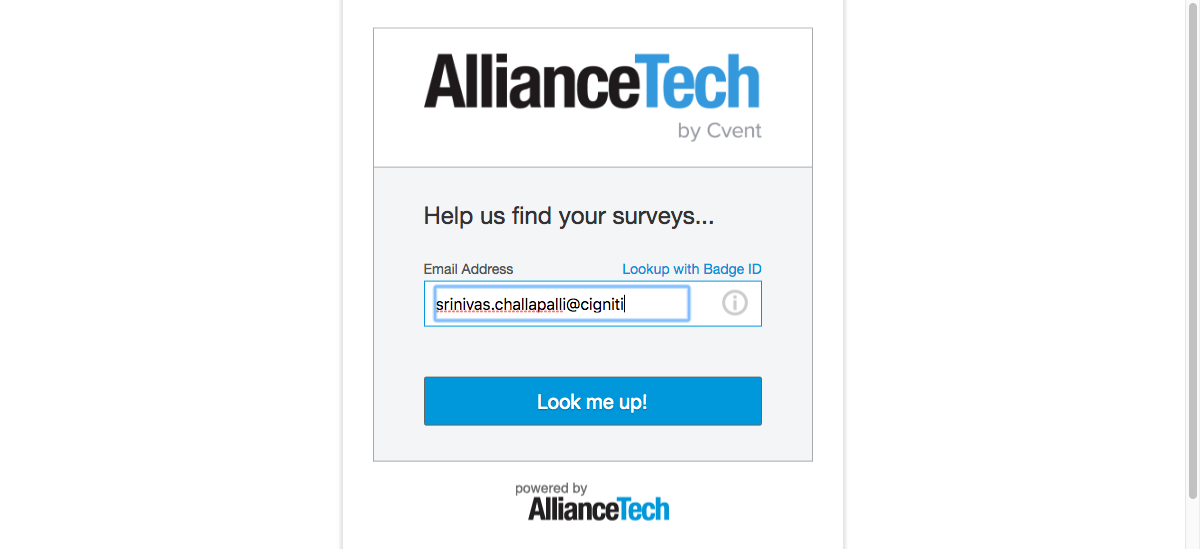 AllianceTech
by Cvent
Help us find your surveys...
Email Address Lookup with Badge ID
srinivas.challapalli@cigniti
Look me up!
powered by
AllianceTech